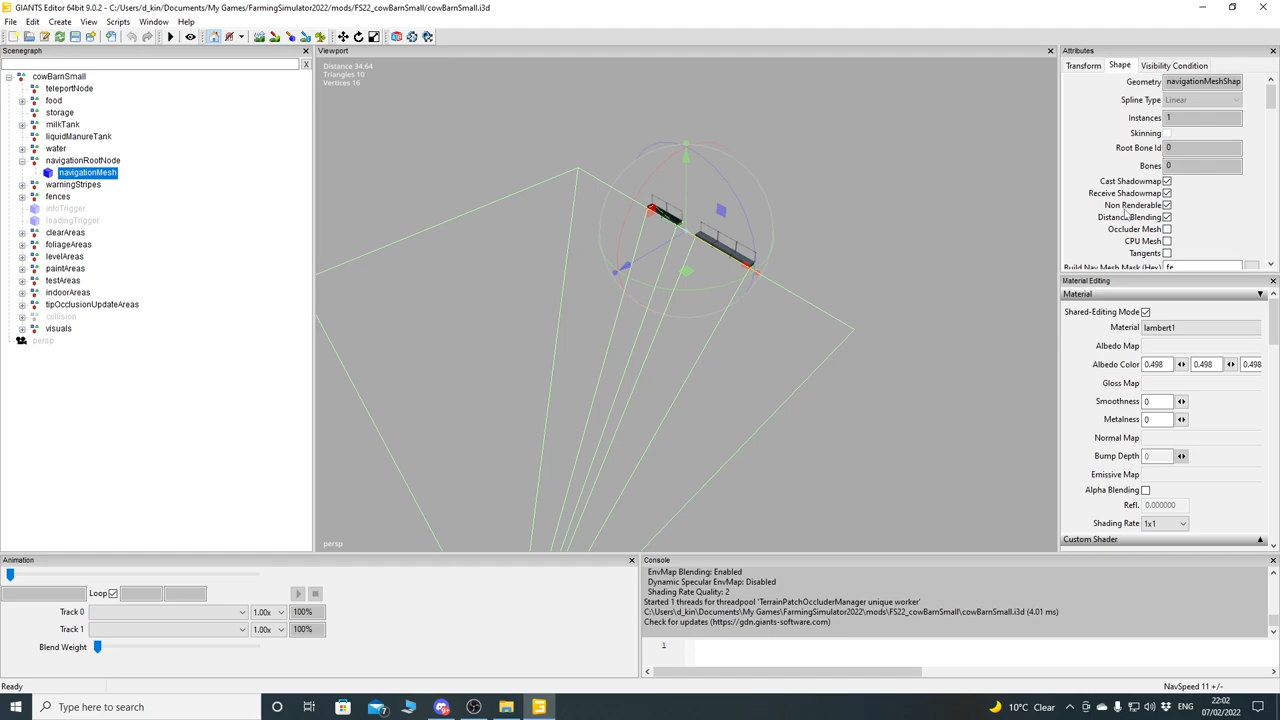 GIANTS Editor 64bit 9.0.2 - C:/Users/d_kin/Documents/My Games/FarmingSimulator2022/mods/FS22_cowBarnSmall/cowBarnSmall.i3d
File Edit Create View Scripts Window Help
Scenegraph
X
cowBarnSmall
teleportNode
food
storage
milkTank
liquidManureTank
water
navigationRootNode
navigationMesh
warningStripes
fences
infoTrigger
loadingTrigger
clearAreas
foliageAreas
levelAreas
paintAreas
testAreas
indoorAreas
tipOcclusionUpdateAreas
collision
visuals
persp
Viewport
Distance 34.64
Triangles 10
Vertices 16
persp
Attributes
Transform Shape Visibility Condition
Geometry navigationMeshShap
Spline Type Linear
Instances 1
Skinning
Root Bone Id 0
Bones 0
Cast Shadowmap
Receive Shadowmap
Non Renderable
Distance Blending
Occluder Mesh
CPU Mesh
Tangents
Build Nav Mesh Mask (Hex) fe
Material Editing
Material
Shared-Editing Mode
Material lambert1
Albedo Map
Albedo Color 0.498 0.498 0.498
Gloss Map
Smoothness 0
Metalness 0
Normal Map
Bump Depth 0
Emissive Map
Alpha Blending
Refl. 0.000000
Shading Rate 1x1
Custom Shader
Animation
Loop
Track 0 1.00x 100%
Track 1 1.00x 100%
Blend Weight
Console
EnvMap Blending: Enabled
Dynamic Specular EnvMap: Disabled
Shading Rate Quality: 2
Started 1 threads for threadpool 'TerrainPatchOccluderManager unique worker'
C:\Users\d_kin\Documents\My Games\FarmingSimulator2022\mods\FS22_cowBarnSmall\cowBarnSmall.i3d (4.01 ms)
Check for updates (https://gdn.giants-software.com)
1
Ready
NavSpeed 11 +/-
Type here to search
10°C Clear
22:02
07/02/2022